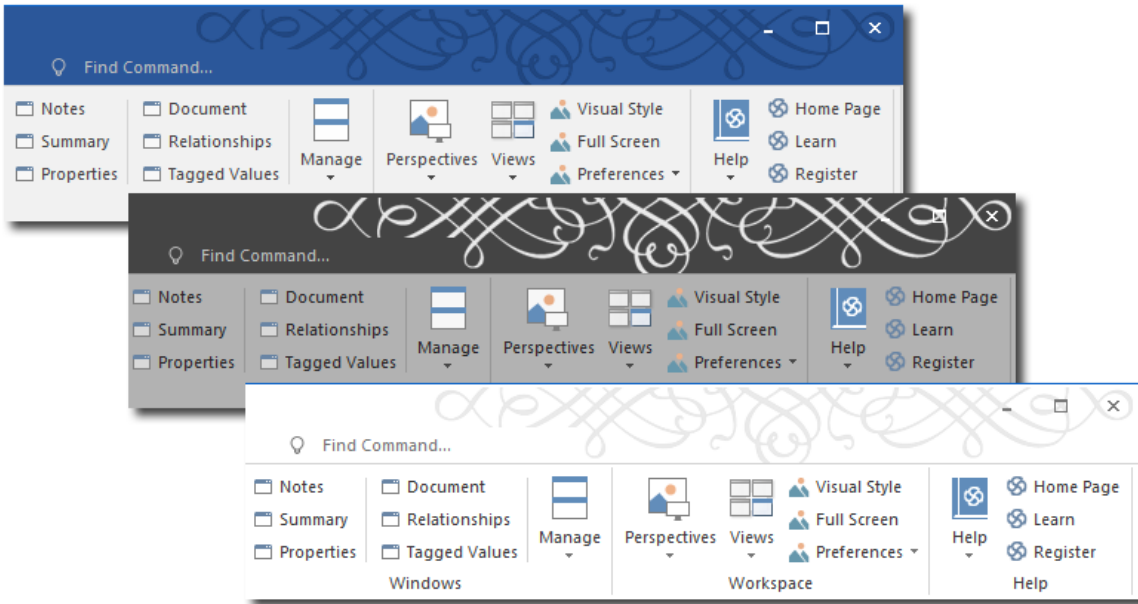 Find Command...
Notes Document Visual Style Home Page
Summary Relationships Full Screen Learn
Manage Perspectives Views Help
Properties Tagged Values Preferences Register
Find Command...
Notes Document Visual Style Home Page
Summary Relationships Full Screen Learn
Manage Perspectives Views Help
Properties Tagged Values Preferences Register
Find Command...
Notes Document Visual Style Home Page
Summary Relationships Full Screen Learn
Manage Perspectives Views Help
Properties Tagged Values Preferences Register
Windows Workspace Help